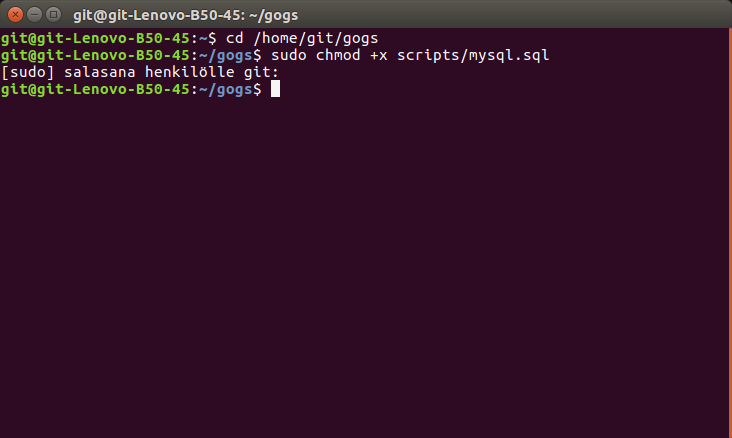 git@git-Lenovo-B50-45: ~/gogs
git@git-Lenovo-B50-45:~$ cd /home/git/gogs
git@git-Lenovo-B50-45:~/gogs$ sudo chmod +x scripts/mysql.sql
[sudo] salasana henkilölle git:
git@git-Lenovo-B50-45:~/gogs$